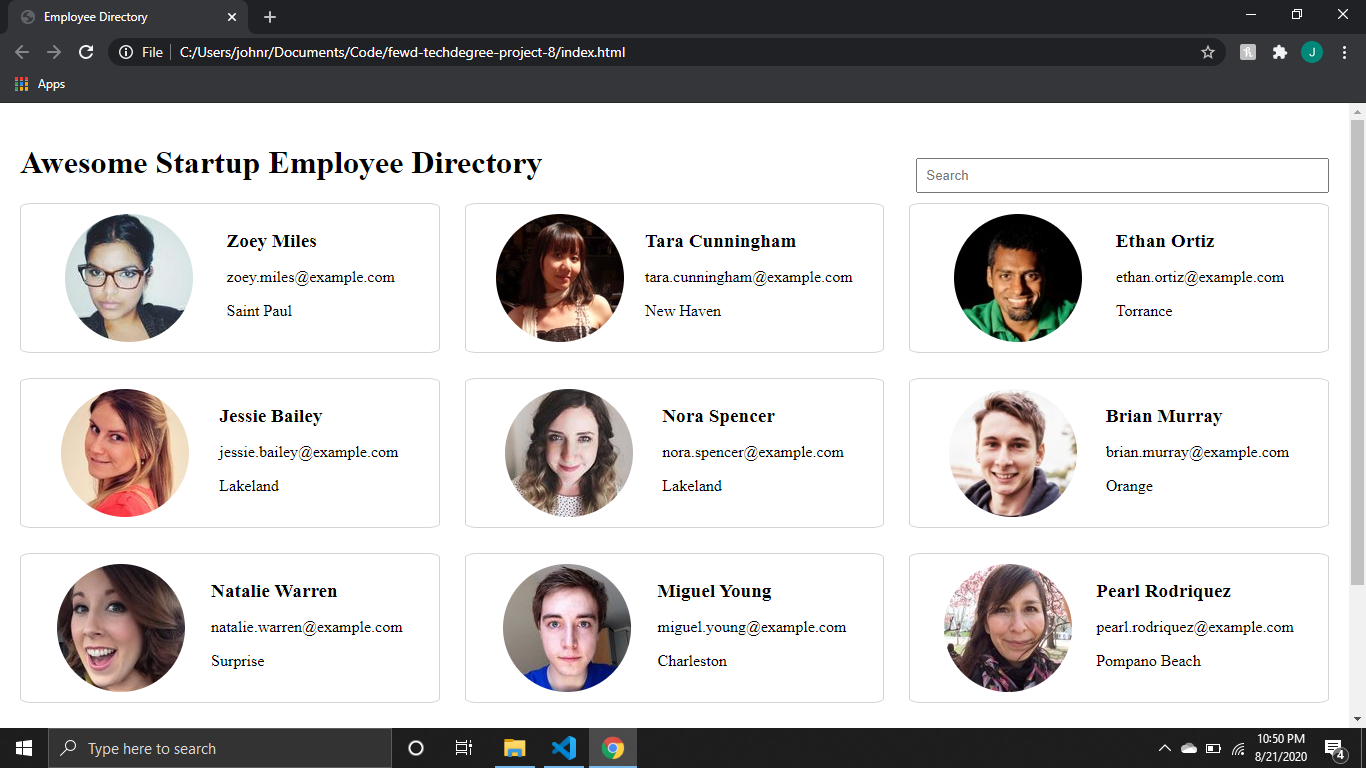 Employee Directory
File
C:/Users/johnr/Documents/Code/fewd-techdegree-project-8/index.html
J
Apps
Awesome Startup Employee Directory
Search
Zoey Miles
zoey.miles@example.com
Saint Paul
Tara Cunningham
tara.cunningham@example.com
New Haven
Ethan Ortiz
ethan.ortiz@example.com
Torrance
Jessie Bailey
jessie.bailey@example.com
Lakeland
Nora Spencer
nora.spencer@example.com
Lakeland
Brian Murray
brian.murray@example.com
Orange
Natalie Warren
natalie.warren@example.com
Surprise
Miguel Young
miguel.young@example.com
Charleston
Pearl Rodriquez
pearl.rodriquez@example.com
Pompano Beach
Type here to search
10:50 PM
8/21/2020
4